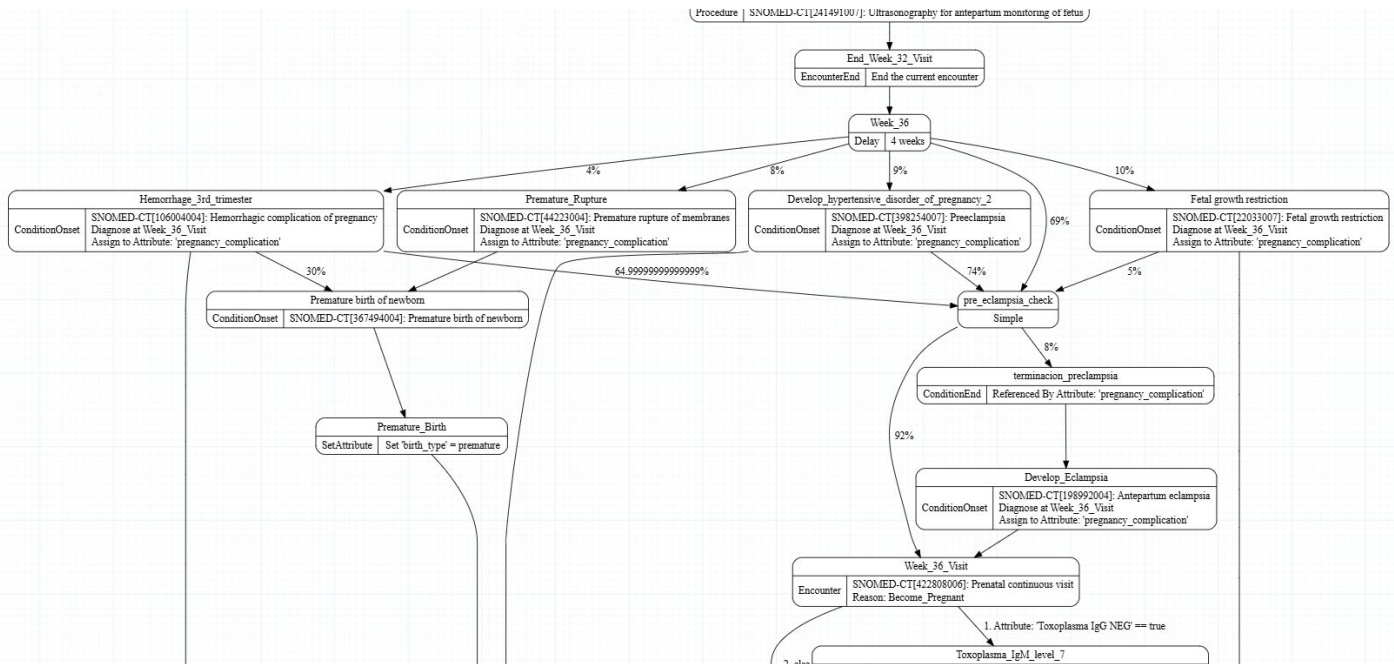 Procedure SNOMED-CT[241491007]: Ultrasonography for antepartum monitoring of fetus
End_Week_32_Visit
EncounterEnd End the current encounter
Week_36
Delay 4 weeks
4%
8%
9%
69%
10%
Hemorrhage_3rd_trimester
ConditionOnset
SNOMED-CT[106004004]: Hemorrhagic complication of pregnancy
Diagnose at Week_36_Visit
Assign to Attribute: 'pregnancy_complication'
Premature_Rupture
ConditionOnset
SNOMED-CT[44223004]: Premature rupture of membranes
Diagnose at Week_36_Visit
Assign to Attribute: 'pregnancy_complication'
Develop_hypertensive_disorder_of_pregnancy_2
ConditionOnset
SNOMED-CT[398254007]: Preeclampsia
Diagnose at Week_36_Visit
Assign to Attribute: 'pregnancy_complication'
Fetal growth restriction
ConditionOnset
SNOMED-CT[22033007]: Fetal growth restriction
Diagnose at Week_36_Visit
Assign to Attribute: 'pregnancy_complication'
30%
64.99999999999999%
74%
5%
Premature birth of newborn
ConditionOnset SNOMED-CT[367494004]: Premature birth of newborn
pre_eclampsia_check
Simple
8%
92%
terminacion_preclampsia
ConditionEnd Referenced By Attribute: 'pregnancy_complication'
Premature_Birth
SetAttribute Set 'birth_type' = premature
Develop_Eclampsia
ConditionOnset
SNOMED-CT[198992004]: Antepartum eclampsia
Diagnose at Week_36_Visit
Assign to Attribute: 'pregnancy_complication'
Week_36_Visit
Encounter
SNOMED-CT[422808006]: Prenatal continuous visit
Reason: Become_Pregnant
1. Attribute: 'Toxoplasma IgG NEG' == true
Toxoplasma_IgM_level_7
2. else